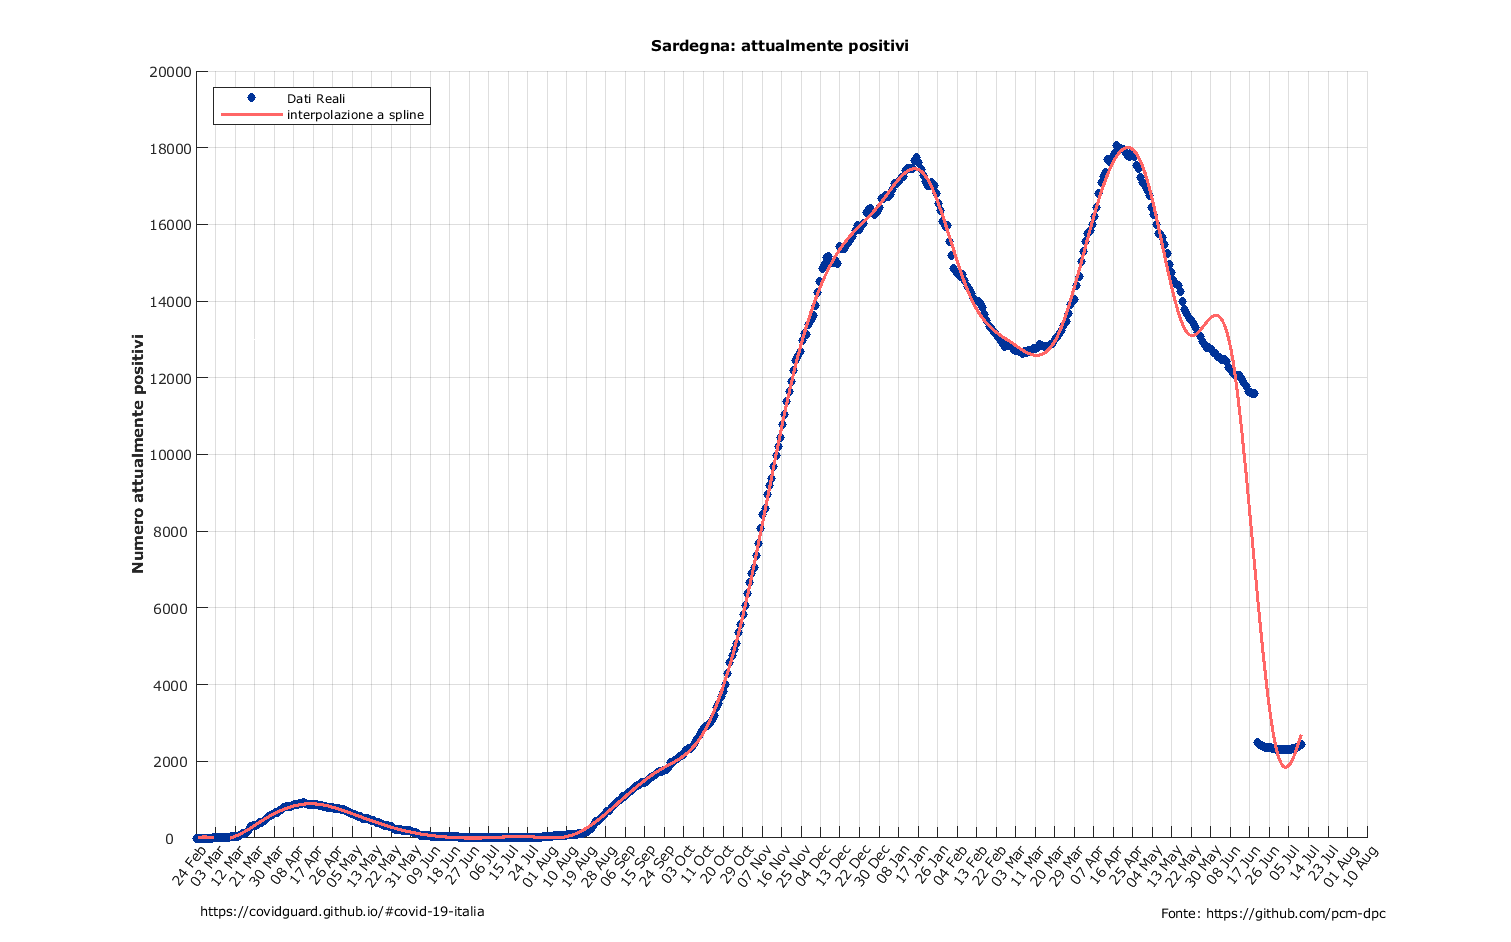 Sardegna: attualmente positivi
20000
18000
16000
14000
12000
10000
8000
6000
4000
2000
0
Numero attualmente positivi
Dati Reali
interpolazione a spline
24 Feb
03 Mar
12 Mar
21 Mar
30 Mar
08 Apr
17 Apr
26 Apr
05 May
13 May
22 May
31 May
09 Jun
18 Jun
27 Jun
06 Jul
15 Jul
24 Jul
01 Aug
10 Aug
19 Aug
28 Aug
06 Sep
15 Sep
24 Sep
03 Oct
11 Oct
20 Oct
29 Oct
07 Nov
16 Nov
25 Nov
04 Dec
13 Dec
22 Dec
30 Dec
08 Jan
17 Jan
26 Jan
04 Feb
13 Feb
22 Feb
02 Mar
11 Mar
20 Mar
29 Mar
07 Apr
16 Apr
25 Apr
04 May
13 May
22 May
30 May
08 Jun
17 Jun
26 Jun
05 Jul
14 Jul
23 Jul
01 Aug
10 Aug
https://covidguard.github.io/#covid-19-italia
Fonte: https://github.com/pcm-dpc